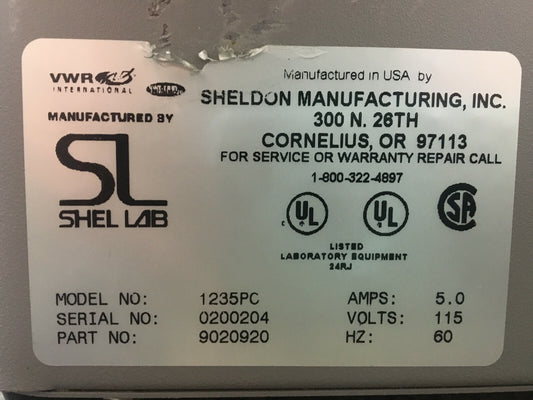 VWR
INTERNATIONAL
MANUFACTURED BY
SL
SHEL LAB
Manufactured in USA by
SHELDON MANUFACTURING, INC.
300 N. 26TH
CORNELIUS, OR 97113
FOR SERVICE OR WARRANTY REPAIR CALL
1-800-322-4897
C UL UL SA
LISTED
LABORATORY EQUIPMENT
24RJ
MODEL NO: 1235PC AMPS: 5.0
SERIAL NO: 0200204 VOLTS: 115
PART NO: 9020920 HZ: 60